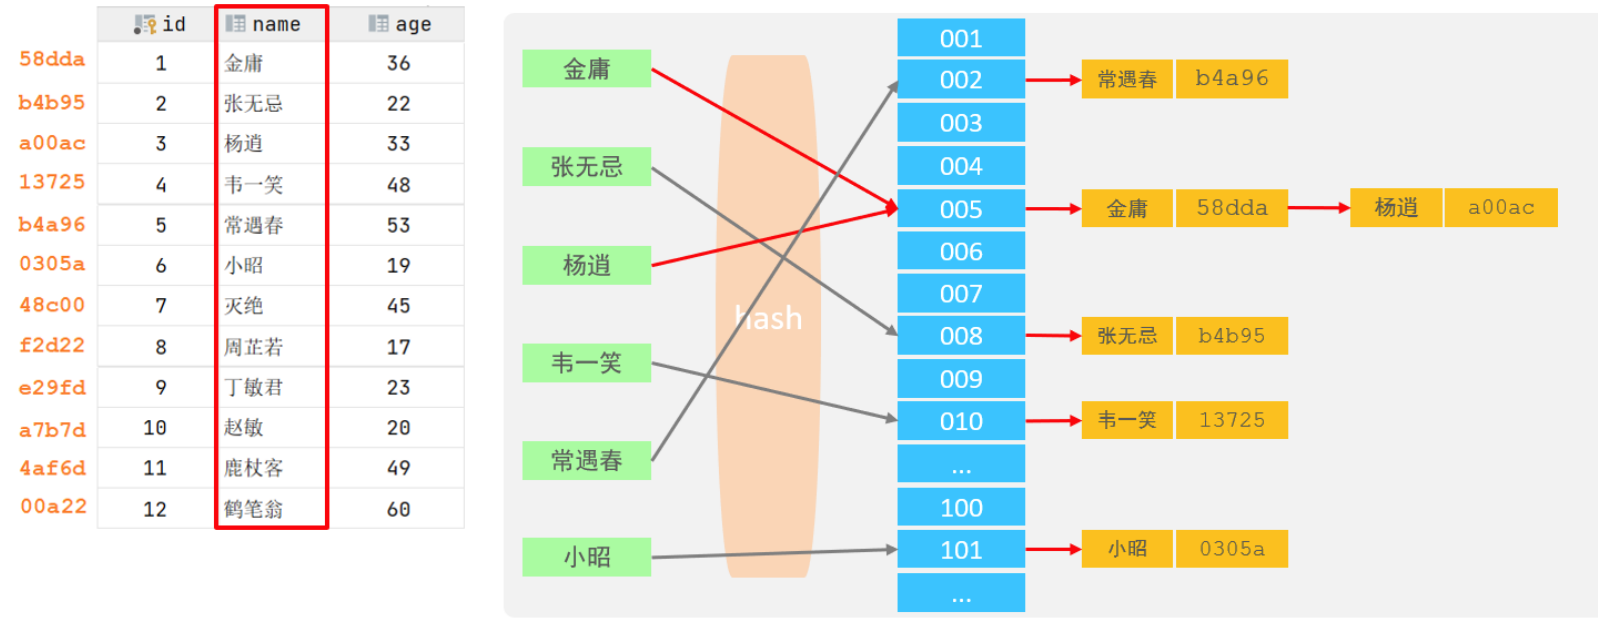 id name age
58dda 1 金庸 36
b4b95 2 张无忌 22
a00ac 3 杨逍 33
13725 4 韦一笑 48
b4a96 5 常遇春 53
0305a 6 小昭 19
48c00 7 灭绝 45
f2d22 8 周芷若 17
e29fd 9 丁敏君 23
a7b7d 10 赵敏 20
4af6d 11 鹿杖客 49
00a22 12 鹤笔翁 60
金庸
张无忌
杨逍
韦一笑
常遇春
小昭
hash
001
002 常遇春 b4a96
003
004
005 金庸 58dda 杨逍 a00ac
006
007
008 张无忌 b4b95
009
010 韦一笑 13725
...
100
101 小昭 0305a
...